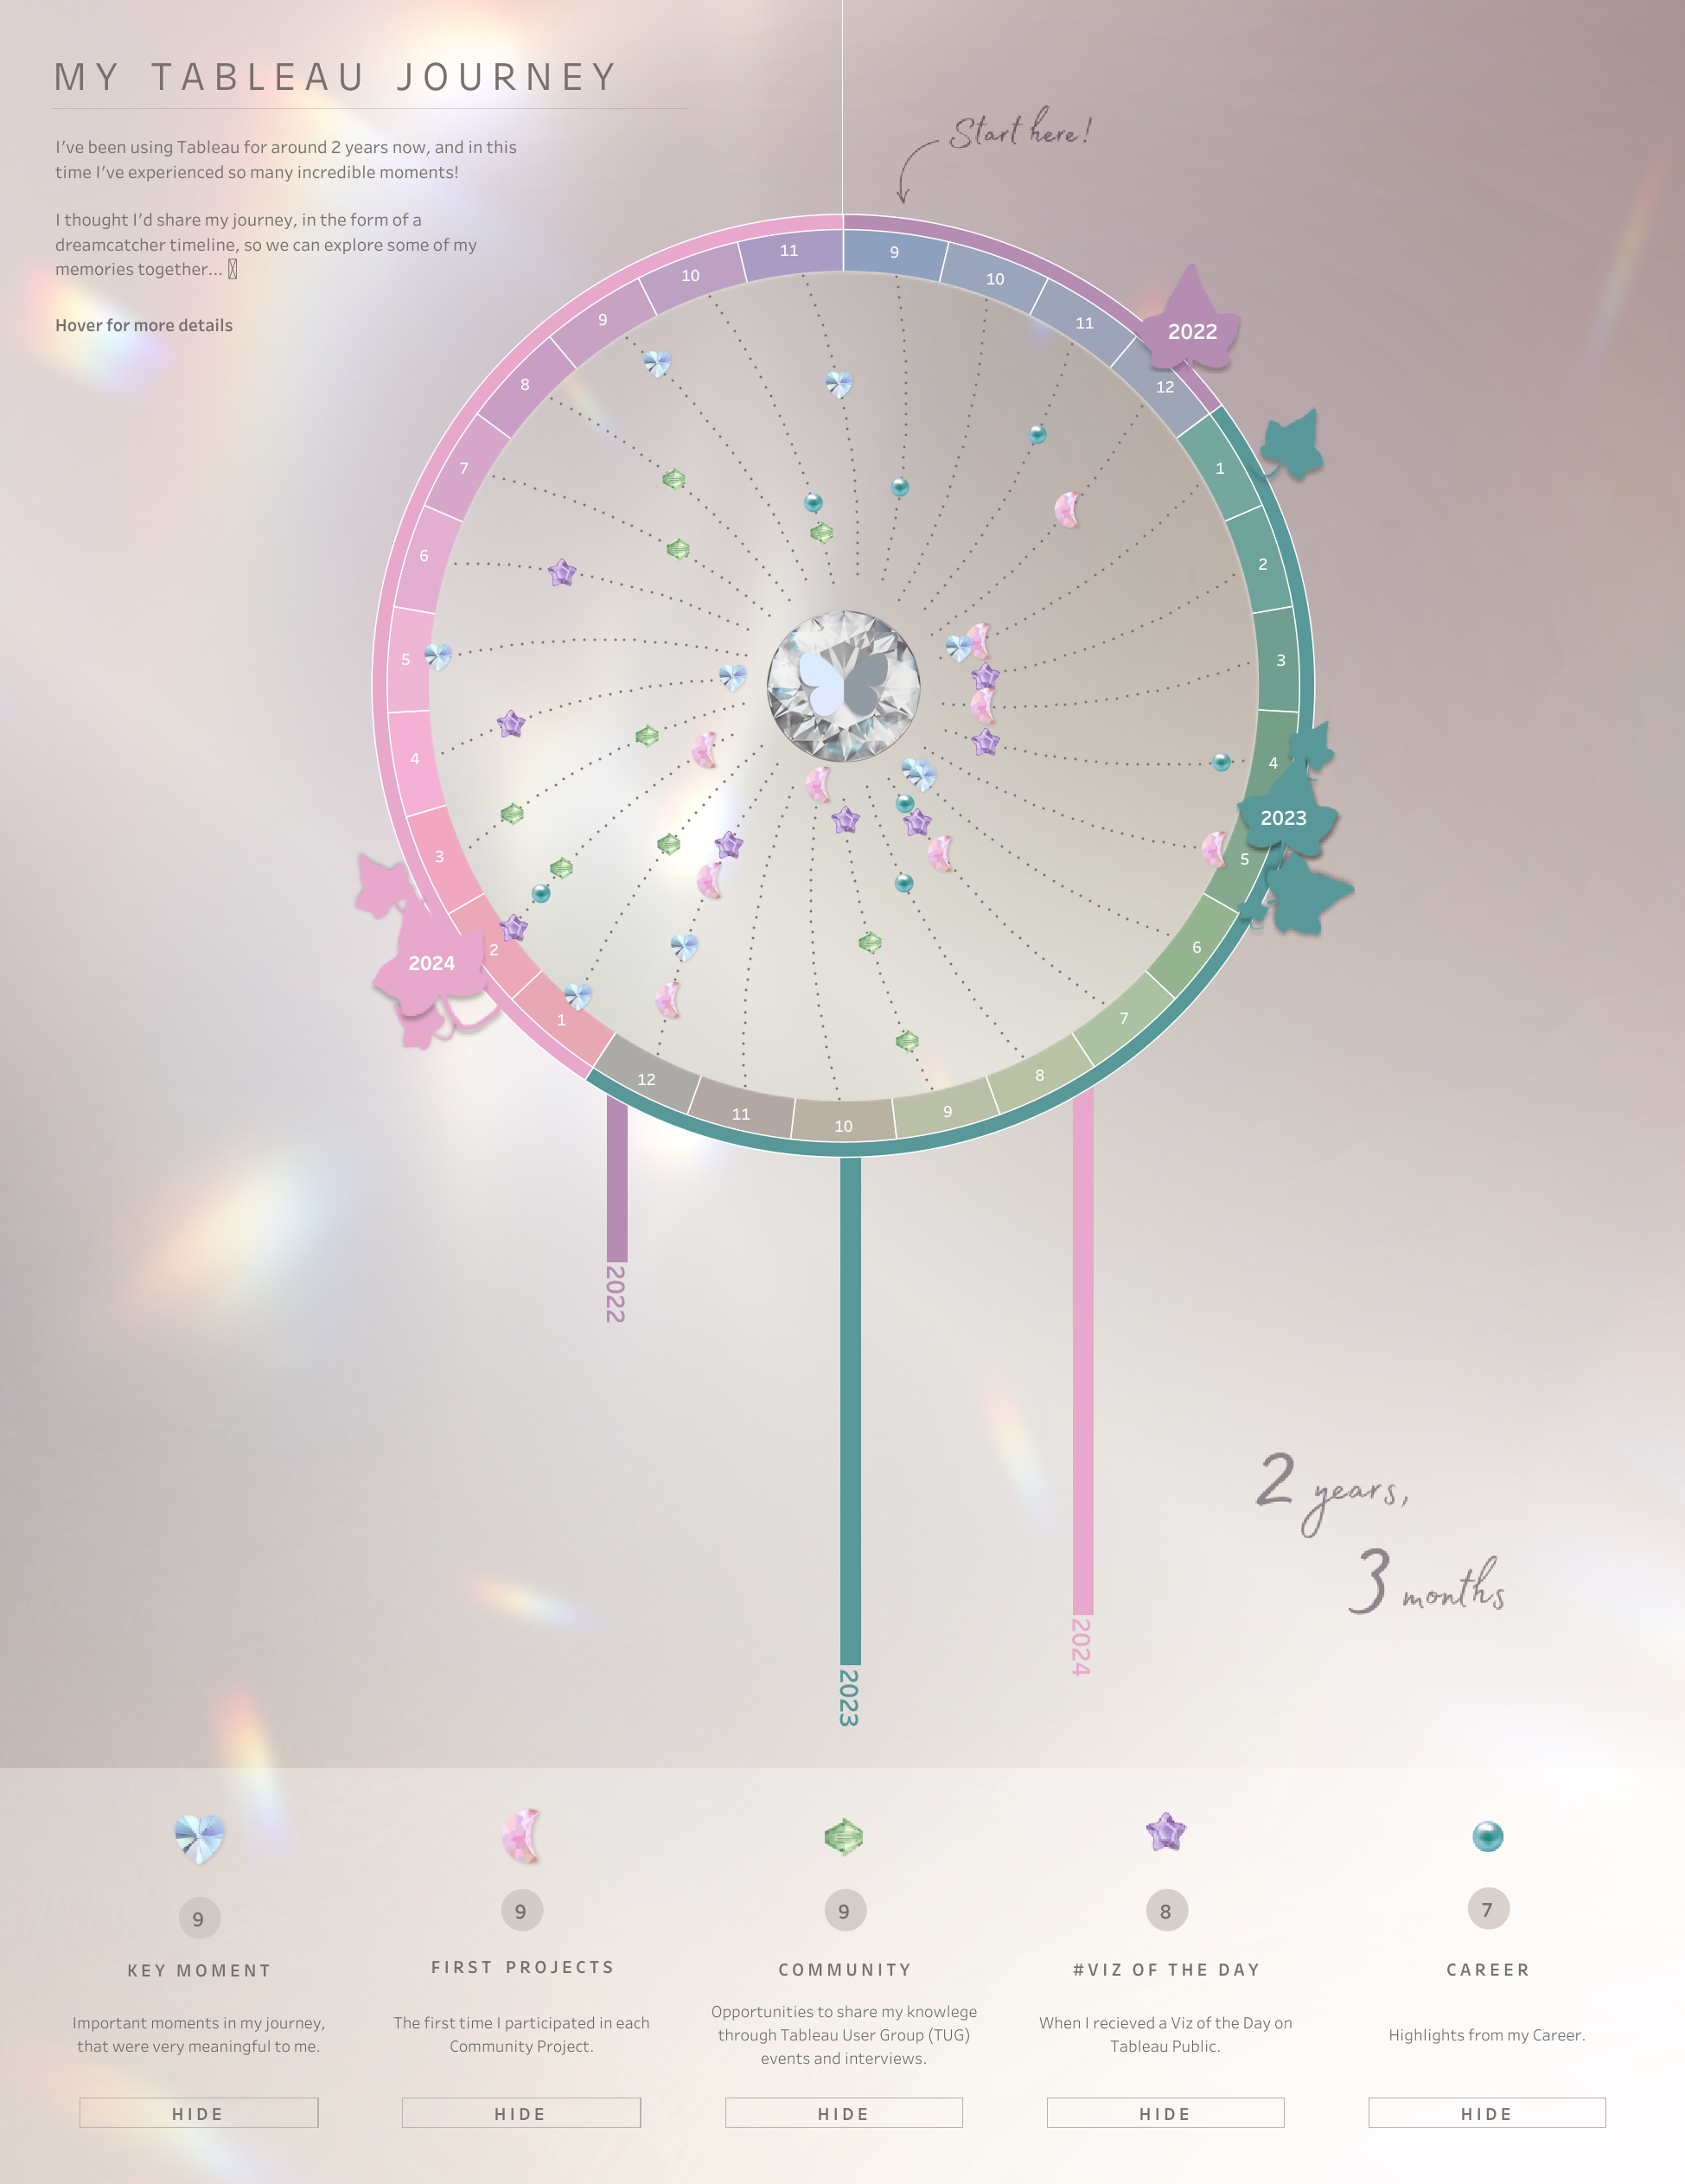 MY TABLEAU JOURNEY
I've been using Tableau for around 2 years now, and in this
time I've experienced so many incredible moments!
I thought I'd share my journey, in the form of a
dreamcatcher timeline, so we can explore some of my
memories together...
Hover for more details
Start here!
9
10
11
12
2022
1
2
3
4
2023
5
6
7
8
9
10
11
12
1
2
2024
3
4
5
6
7
8
9
10
11
2022
2023
2024
2 years,
3 months
9
9
9
8
7
KEY MOMENT
FIRST PROJECTS
COMMUNITY
#VIZ OF THE DAY
CAREER
Important moments in my journey,
that were very meaningful to me.
The first time I participated in each
Community Project.
Opportunities to share my knowlege
through Tableau User Group (TUG)
events and interviews.
When I recieved a Viz of the Day on
Tableau Public.
Highlights from my Career.
HIDE
HIDE
HIDE
HIDE
HIDE